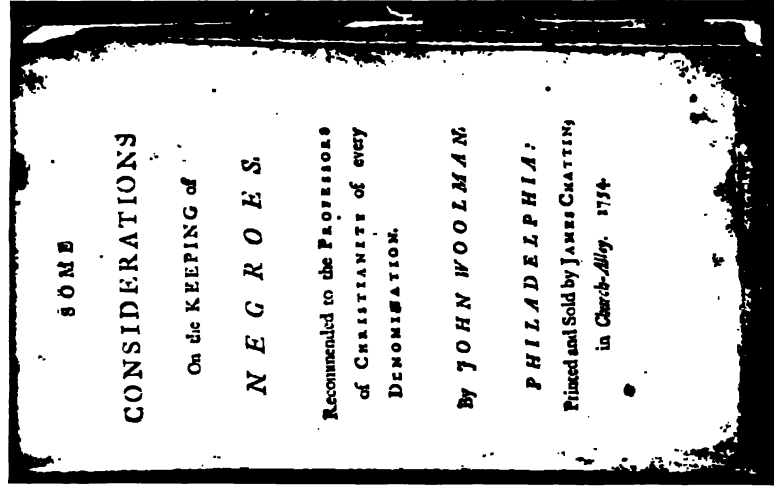 SOME
CONSIDERATIONS
On the KEEPING of
NEGROES.
Recommended to the PROFESSORS
of CHRISTIANITY of every
DENOMINATION.
By JOHN WOOLMAN.
PHILADELPHIA:
Printed and Sold by JAMES CHATTIN,
in Church-Alley. 1754.